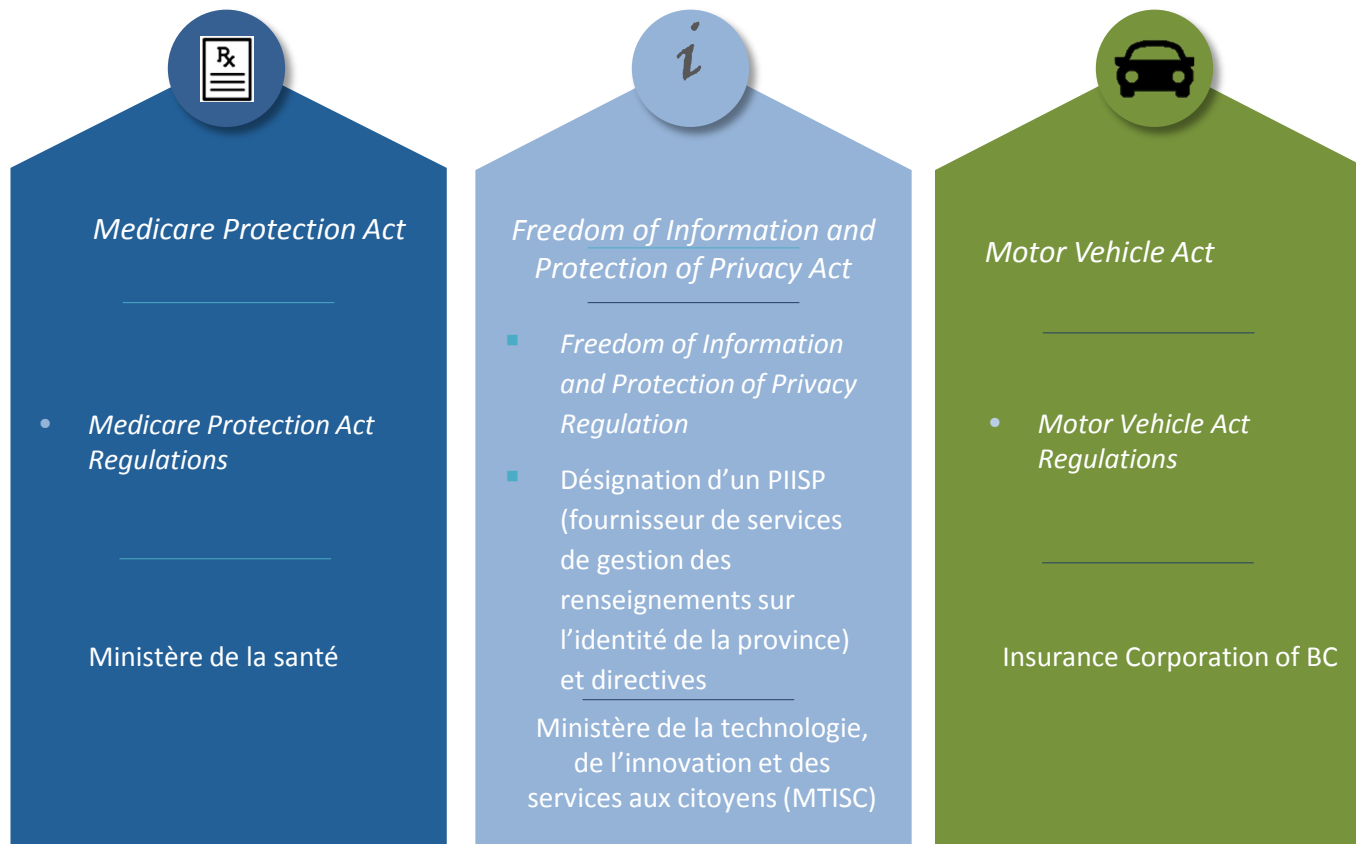 Rx
Medicare Protection Act
• Medicare Protection Act
Regulations
Ministère de la santé
i
Freedom of Information and
Protection of Privacy Act
▪ Freedom of Information
and Protection of Privacy
Regulation
▪ Désignation d’un PIISP
(fournisseur de services
de gestion des
renseignements sur
l’identité de la province)
et directives
Ministère de la technologie,
de l’innovation et des
services aux citoyens (MTISC)
Motor Vehicle Act
• Motor Vehicle Act
Regulations
Insurance Corporation of BC